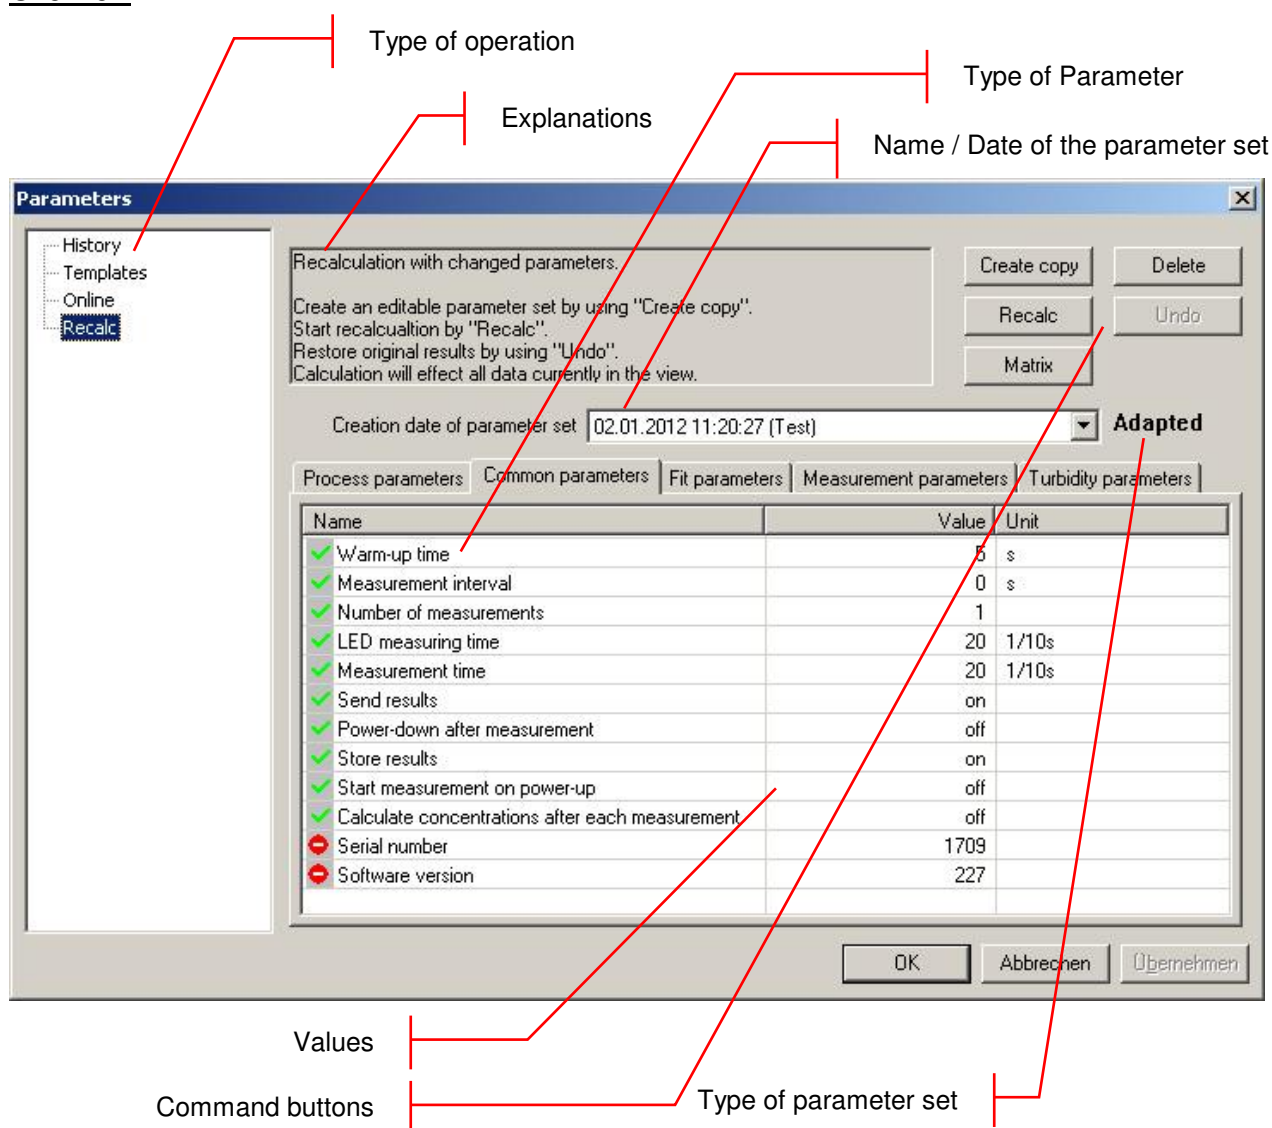 Type of operation
Type of Parameter
Explanations
Name / Date of the parameter set
Parameters
History
Templates
Online
Recalc
Recalculation with changed parameters.
Create an editable parameter set by using "Create copy".
Start recalcualtion by "Recalc".
Restore original results by using "Undo".
Calculation will effect all data currently in the view.
Create copy
Delete
Recalc
Undo
Matrix
Creation date of parameter set 02.01.2012 11:20:27 (Test) Adapted
Process parameters Common parameters Fit parameters Measurement parameters Turbidity parameters
Name Value Unit
Warm-up time 5 s
Measurement interval 0 s
Number of measurements 1
LED measuring time 20 1/10s
Measurement time 20 1/10s
Send results on
Power-down after measurement off
Store results on
Start measurement on power-up off
Calculate concentrations after each measurement off
Serial number 1709
Software version 227
OK Abbrechen Übernehmen
Values
Command buttons
Type of parameter set